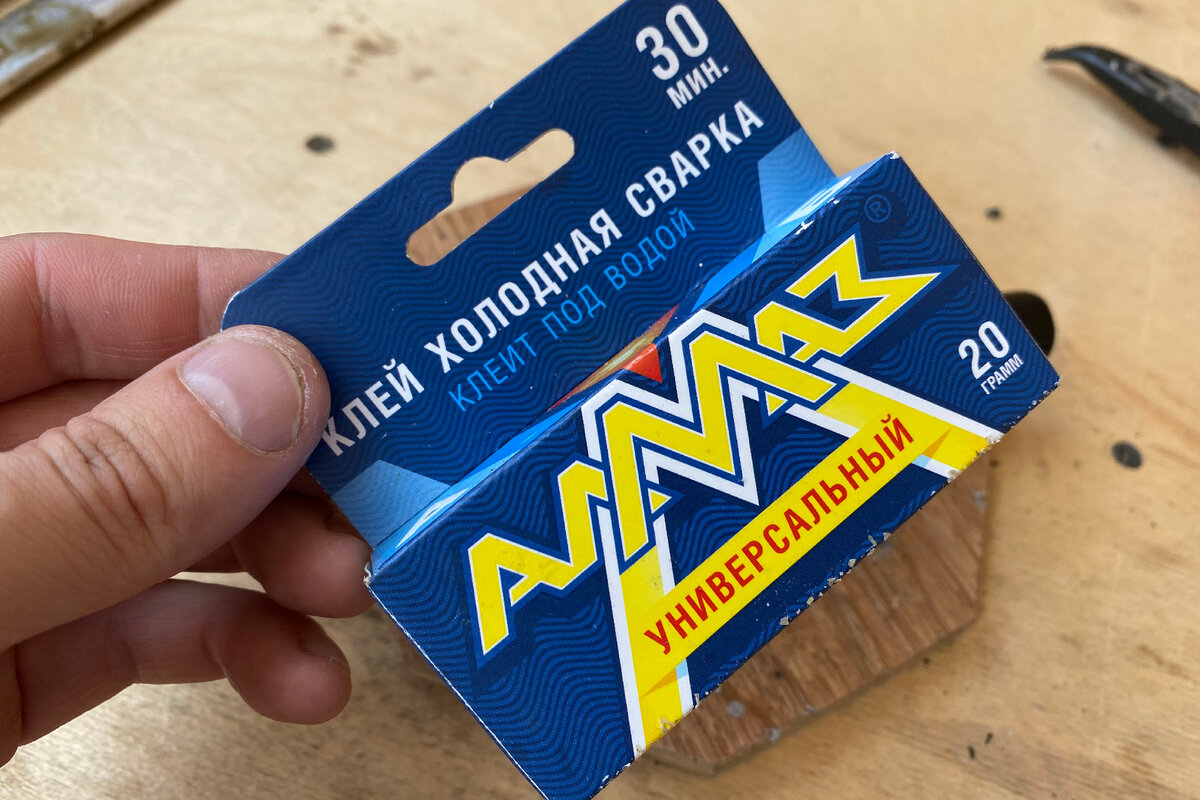 30
МИН.
КЛЕЙ ХОЛОДНАЯ СВАРКА
КЛЕИТ ПОД ВОДОЙ
АЛМАЗ®
УНИВЕРСАЛЬНЫЙ
20
ГРАММ